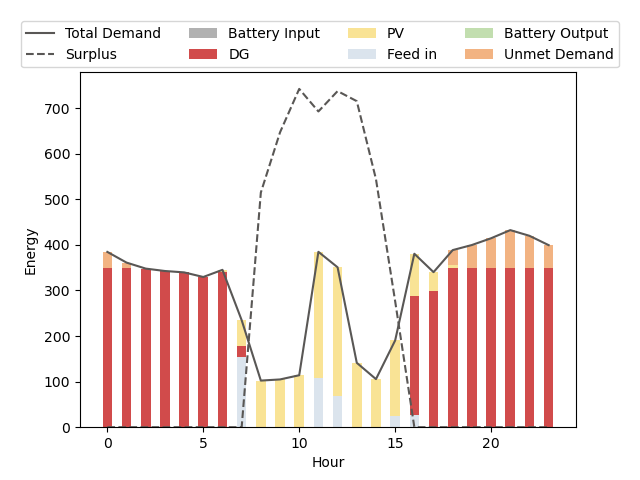 Total Demand Battery Input PV Battery Output
Surplus DG Feed in Unmet Demand
700
600
500
400
300
200
100
0
Energy
0 5 10 15 20
Hour